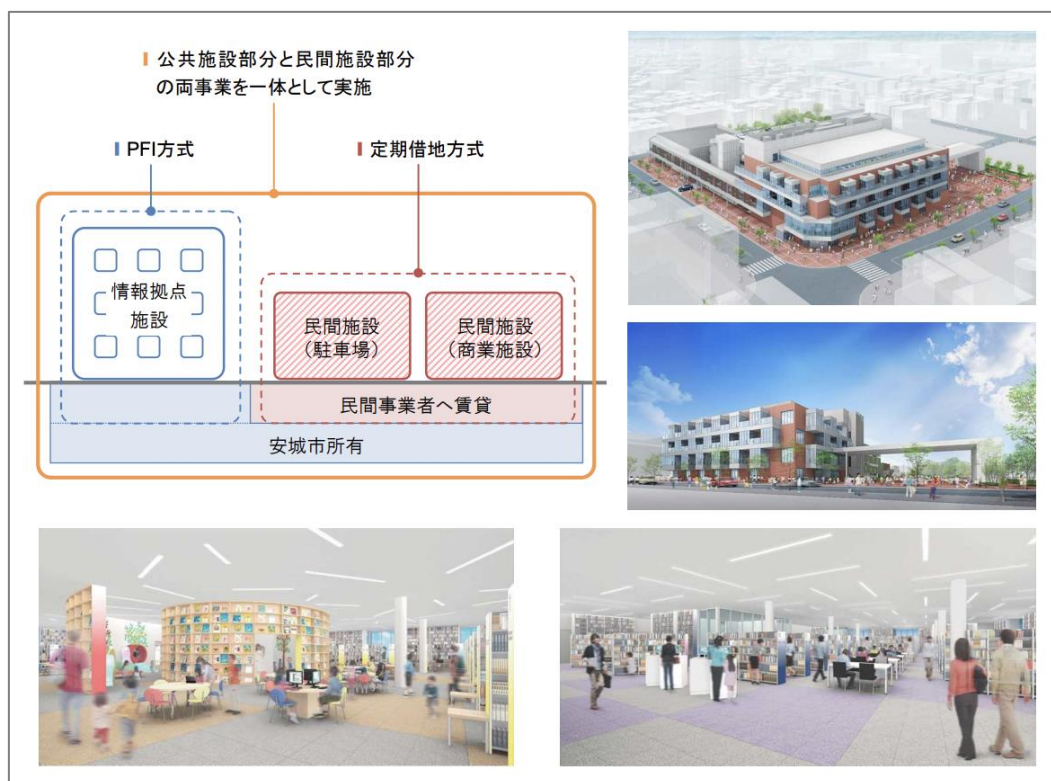 公共施設部分と民間施設部分
の両事業を一体として実施
PFI方式
定期借地方式
情報拠点
施設
民間施設
（駐車場）
民間施設
（商業施設）
民間事業者へ賃貸
安城市所有